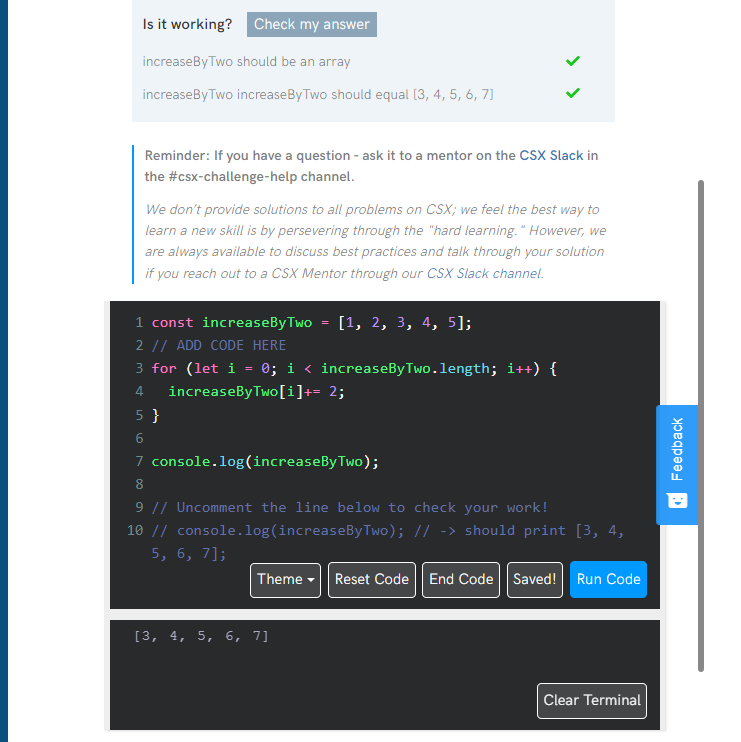 Is it working? Check my answer
increaseByTwo should be an array
increaseByTwo increaseByTwo should equal [3, 4, 5, 6, 7]
Reminder: If you have a question - ask it to a mentor on the CSX Slack in
the #csx-challenge-help channel.
We don't provide solutions to all problems on CSX; we feel the best way to
learn a new skill is by persevering through the "hard learning." However, we
are always available to discuss best practices and talk through your solution
if you reach out to a CSX Mentor through our CSX Slack channel.
1 const increaseByTwo = [1, 2, 3, 4, 5];
2 // ADD CODE HERE
3 for (let i = 0; i < increaseByTwo.length; i++) {
4   increaseByTwo[i]+= 2;
5 }
6
7 console.log(increaseByTwo);
8
9 // Uncomment the line below to check your work!
10 // console.log(increaseByTwo); // -> should print [3, 4,
5, 6, 7];
Theme Reset Code End Code Saved! Run Code
Feedback
[3, 4, 5, 6, 7]
Clear Terminal